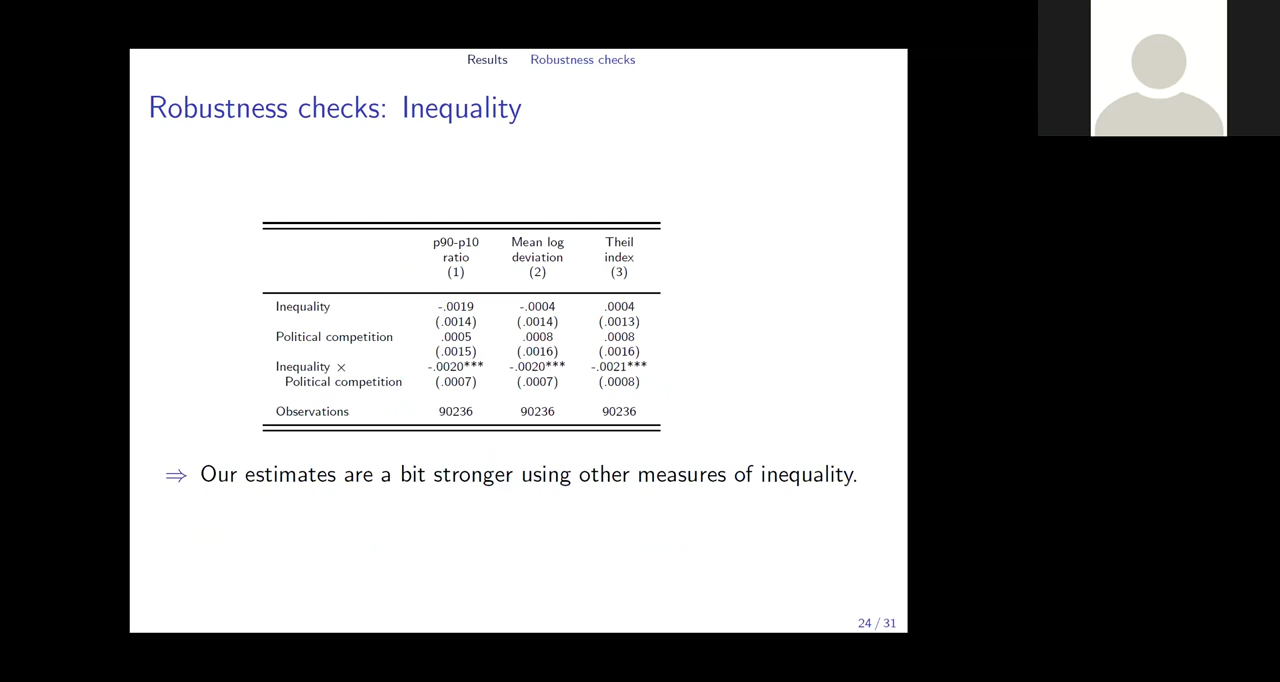 Results Robustness checks
Robustness checks: Inequality
p90-p10 Mean log Theil
ratio deviation index
(1) (2) (3)
Inequality -.0019 -.0004 .0004
(.0014) (.0014) (.0013)
Political competition .0005 .0008 .0008
(.0015) (.0016) (.0016)
Inequality × -.0020*** -.0020*** -.0021***
Political competition (.0007) (.0007) (.0008)
Observations 90236 90236 90236
⇒ Our estimates are a bit stronger using other measures of inequality.
24 / 31